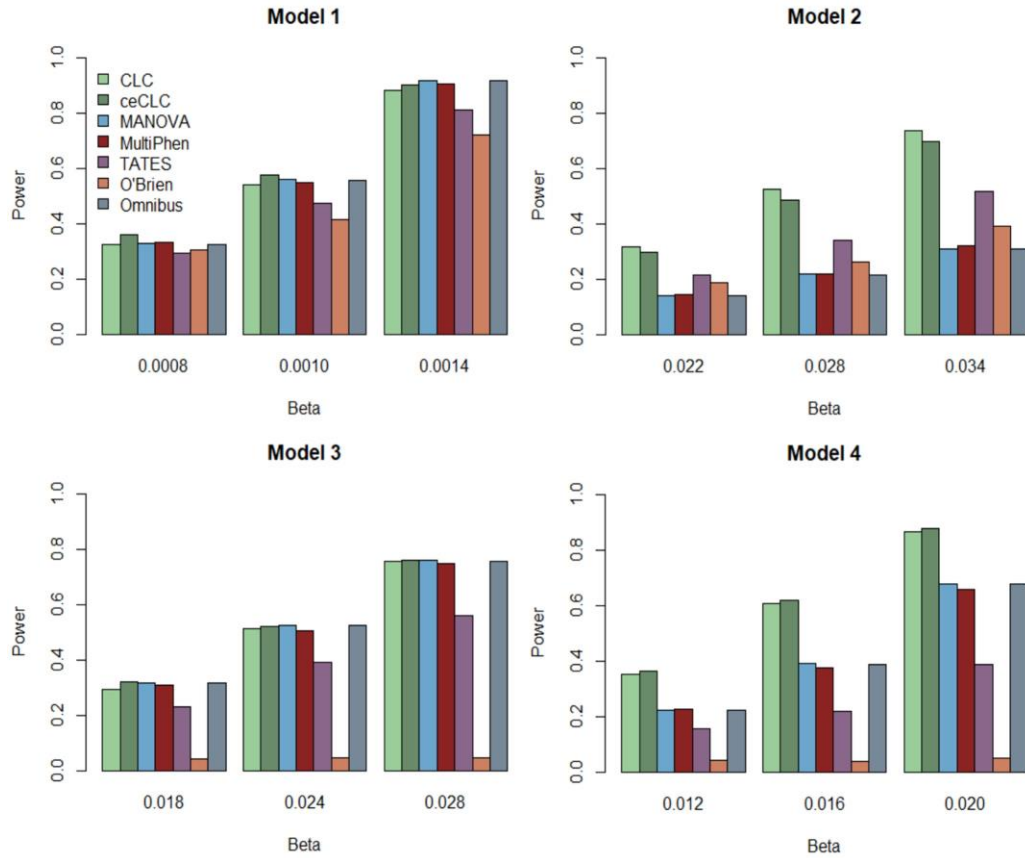 Model 1
Power
0.0
0.2
0.4
0.6
0.8
1.0
CLC
ceCLC
MANOVA
MultiPhen
TATES
O'Brien
Omnibus
0.0008 0.0010 0.0014
Beta
Model 2
Power
0.0
0.2
0.4
0.6
0.8
1.0
0.022 0.028 0.034
Beta
Model 3
Power
0.0
0.2
0.4
0.6
0.8
1.0
0.018 0.024 0.028
Beta
Model 4
Power
0.0
0.2
0.4
0.6
0.8
1.0
0.012 0.016 0.020
Beta